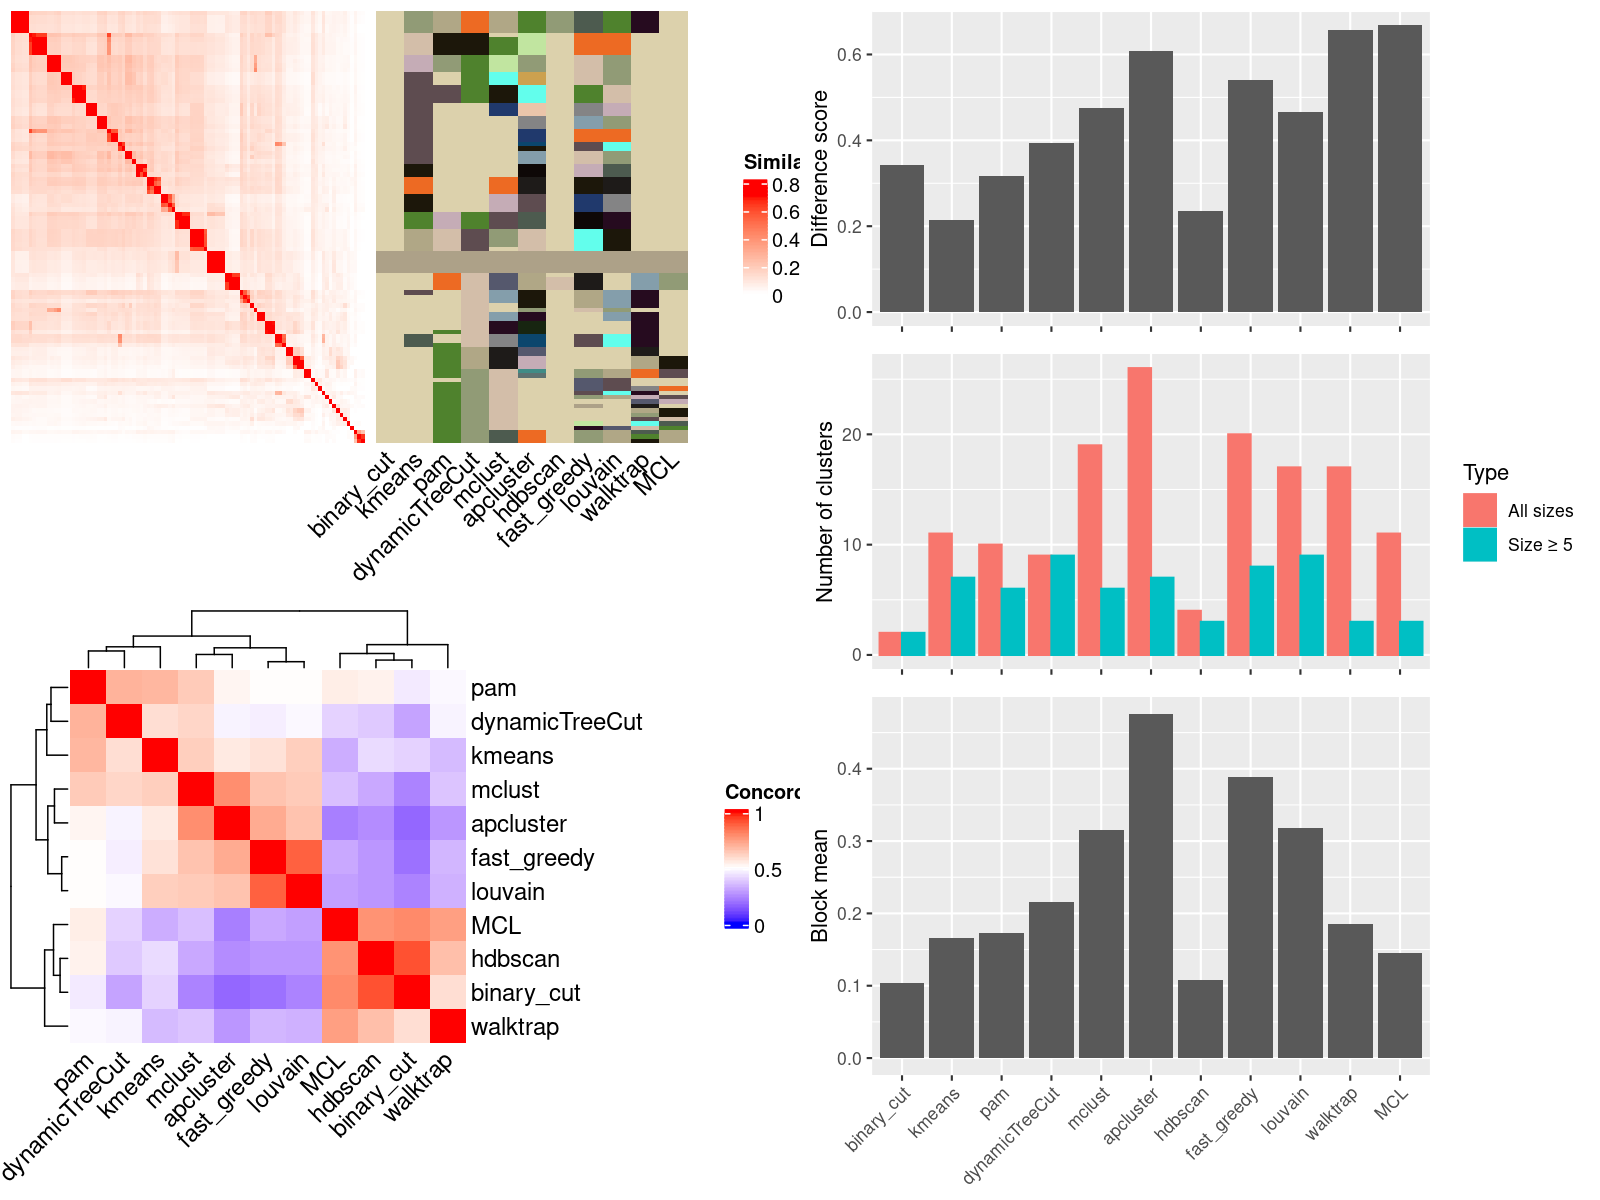 Simila
0.8
0.6
0.4
0.2
0
binary_cut
kmeans
pam
dynamicTreeCut
mclust
apcluster
hdbscan
fast_greedy
louvain
walktrap
MCL
Difference score
0.6
0.4
0.2
0.0
Number of clusters
20
10
0
Type
All sizes
Size ≥ 5
pam
dynamicTreeCut
kmeans
mclust
apcluster
fast_greedy
louvain
MCL
hdbscan
binary_cut
walktrap
pam
dynamicTreeCut
kmeans
mclust
apcluster
fast_greedy
louvain
MCL
hdbscan
binary_cut
walktrap
Concord
1
0.5
0
Block mean
0.4
0.3
0.2
0.1
0.0
binary_cut
kmeans
pam
dynamicTreeCut
mclust
apcluster
hdbscan
fast_greedy
louvain
walktrap
MCL